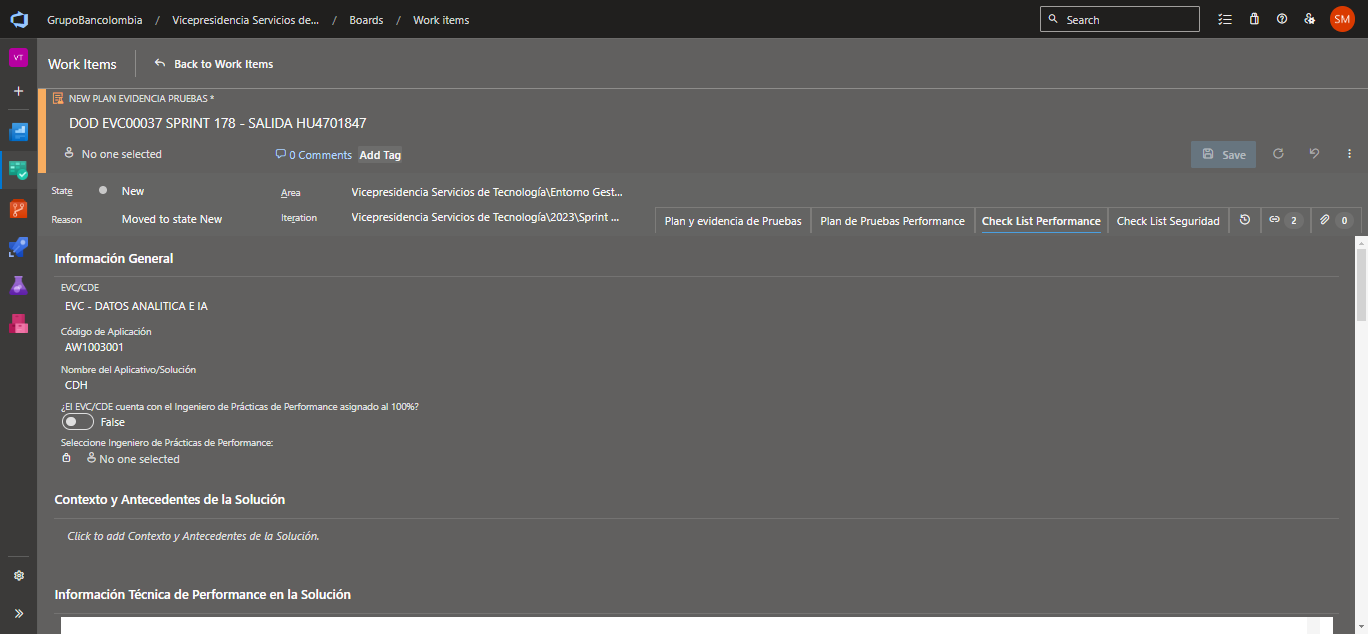 GrupoBancolombia / Vicepresidencia Servicios de... / Boards / Work items
Search
SM
VT
Work Items
Back to Work Items
NEW PLAN EVIDENCIA PRUEBAS *
DOD EVC00037 SPRINT 178 - SALIDA HU4701847
No one selected
0 Comments
Add Tag
Save
State
New
Area
Vicepresidencia Servicios de Tecnología\Entorno Gest...
Reason
Moved to state New
Iteration
Vicepresidencia Servicios de Tecnología\2023\Sprint ...
Plan y evidencia de Pruebas
Plan de Pruebas Performance
Check List Performance
Check List Seguridad
2
0
Información General
EVC/CDE
EVC - DATOS ANALITICA E IA
Código de Aplicación
AW1003001
Nombre del Aplicativo/Solución
CDH
¿El EVC/CDE cuenta con el Ingeniero de Prácticas de Performance asignado al 100%?
False
Seleccione Ingeniero de Prácticas de Performance:
No one selected
Contexto y Antecedentes de la Solución
Click to add Contexto y Antecedentes de la Solución.
Información Técnica de Performance en la Solución